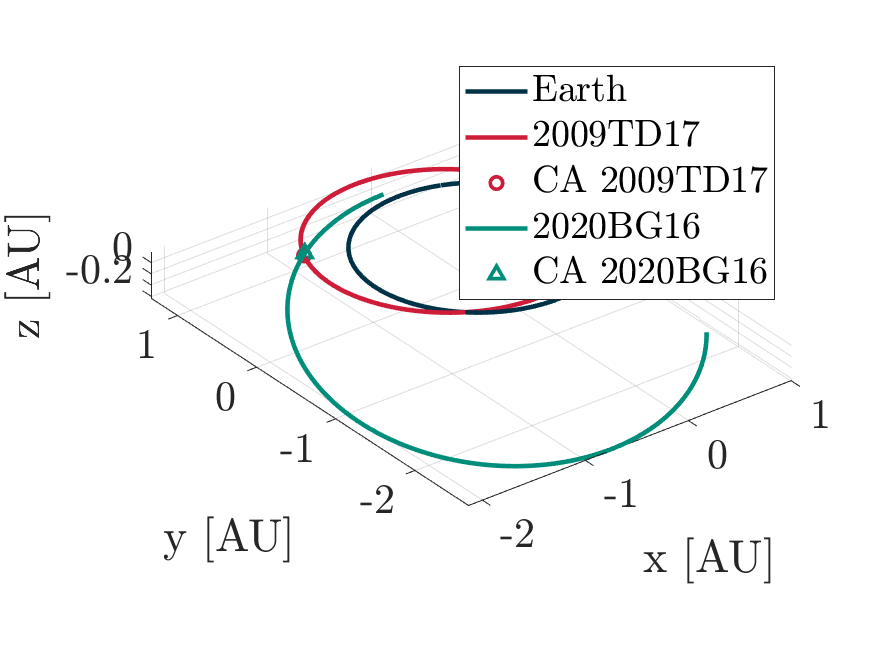 Earth
2009TD17
CA 2009TD17
2020BG16
CA 2020BG16
z [AU]
0
-0.2
1
0
-1
-2
y [AU]
-2
-1
0
1
x [AU]